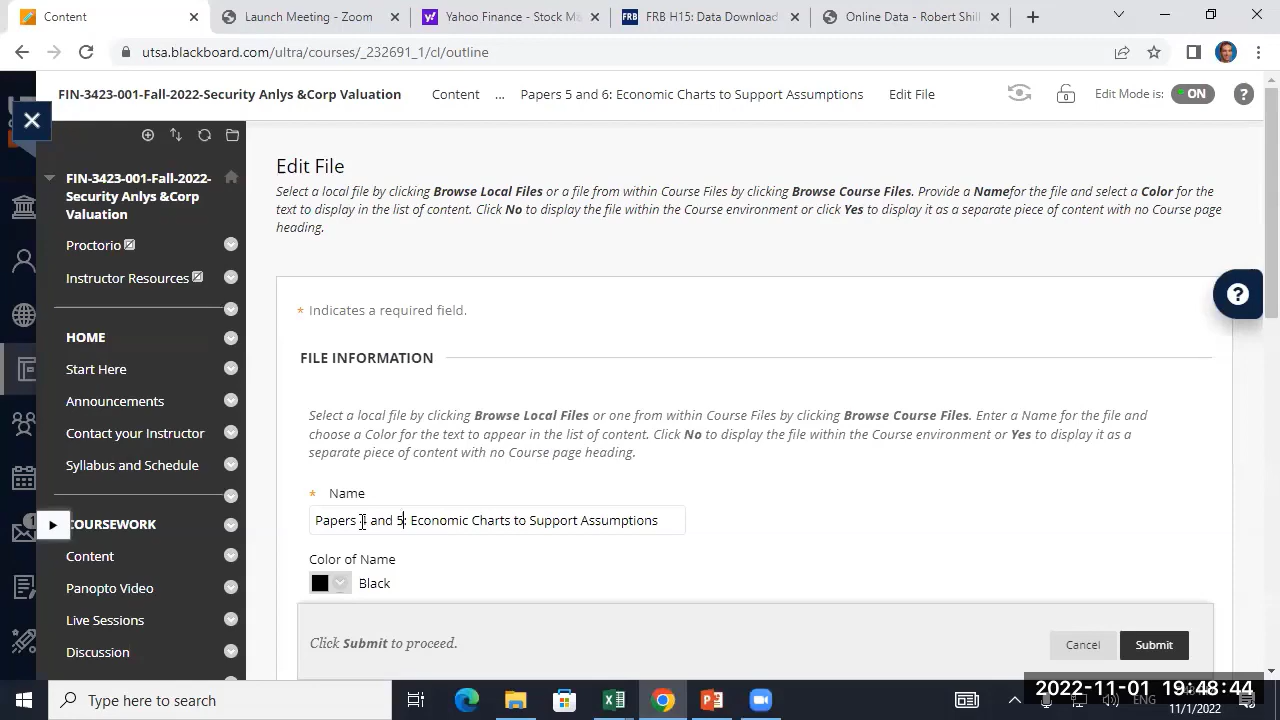 Content
Launch Meeting - Zoom
Yahoo Finance - Stock M
FRB
FRB H15: Data Download
Online Data - Robert Shill
utsa.blackboard.com/ultra/courses/_232691_1/cl/outline
FIN-3423-001-Fall-2022-Security Anlys &Corp Valuation
Content
...
Papers 5 and 6: Economic Charts to Support Assumptions
Edit File
Edit Mode is:
ON
FIN-3423-001-Fall-2022-
Security Anlys &Corp
Valuation
Proctorio
Instructor Resources
HOME
Start Here
Announcements
Contact your Instructor
Syllabus and Schedule
COURSEWORK
Content
Panopto Video
Live Sessions
Discussion
1
Edit File
Select a local file by clicking Browse Local Files or a file from within Course Files by clicking Browse Course Files. Provide a Namefor the file and select a Color for the
text to display in the list of content. Click No to display the file within the Course environment or click Yes to display it as a separate piece of content with no Course page
heading.
* Indicates a required field.
FILE INFORMATION
Select a local file by clicking Browse Local Files or one from within Course Files by clicking Browse Course Files. Enter a Name for the file and
choose a Color for the text to appear in the list of content. Click No to display the file within the Course environment or Yes to display it as a
separate piece of content with no Course page heading.
* Name
Papers and 5: Economic Charts to Support Assumptions
Color of Name
Black
Click Submit to proceed.
Cancel
Submit
Type here to search
ENG
2022-11-01 19:48:44
11/1/2022